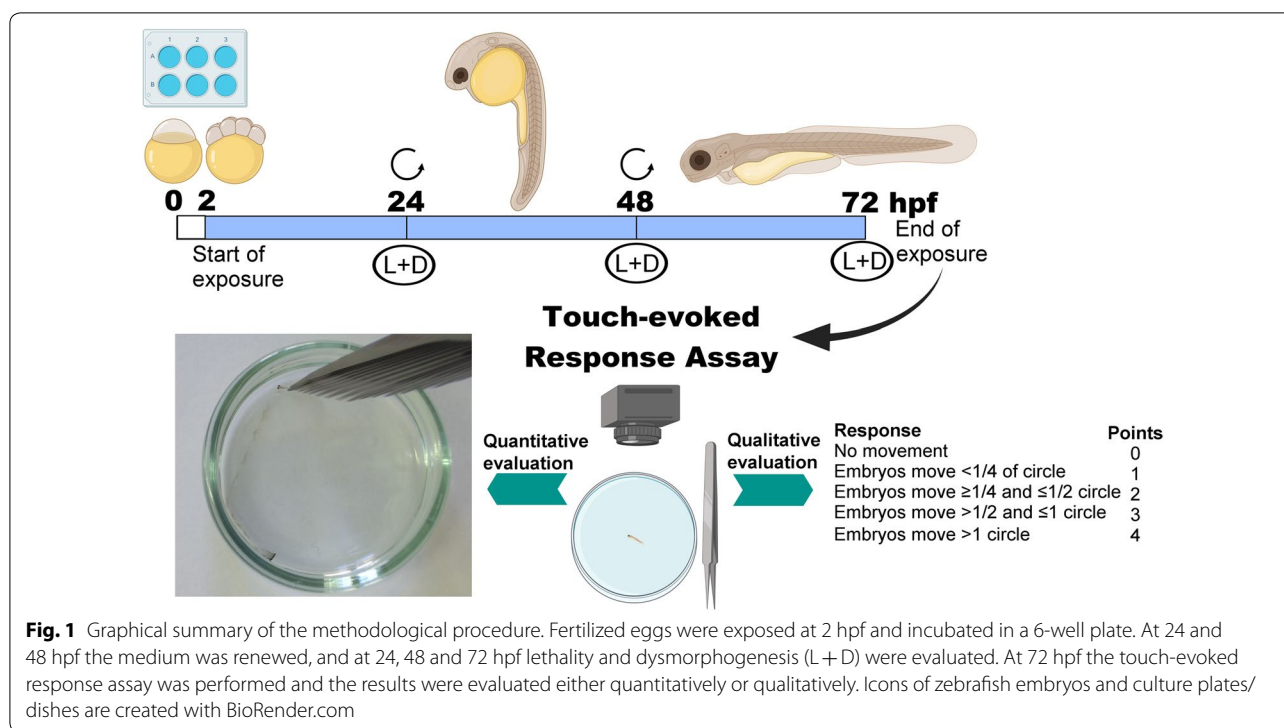 1 2 3
A
B
0 2 24 48 72 hpf
Start of
exposure
L+D
L+D
L+D
End of
exposure
Touch-evoked
Response Assay
Quantitative
evaluation
Qualitative
evaluation
Response Points
No movement 0
Embryos move <1/4 of circle 1
Embryos move ≥1/4 and ≤1/2 circle 2
Embryos move >1/2 and ≤1 circle 3
Embryos move >1 circle 4
Fig. 1 Graphical summary of the methodological procedure. Fertilized eggs were exposed at 2 hpf and incubated in a 6-well plate. At 24 and
48 hpf the medium was renewed, and at 24, 48 and 72 hpf lethality and dysmorphogenesis (L + D) were evaluated. At 72 hpf the touch-evoked
response assay was performed and the results were evaluated either quantitatively or qualitatively. Icons of zebrafish embryos and culture plates/
dishes are created with BioRender.com